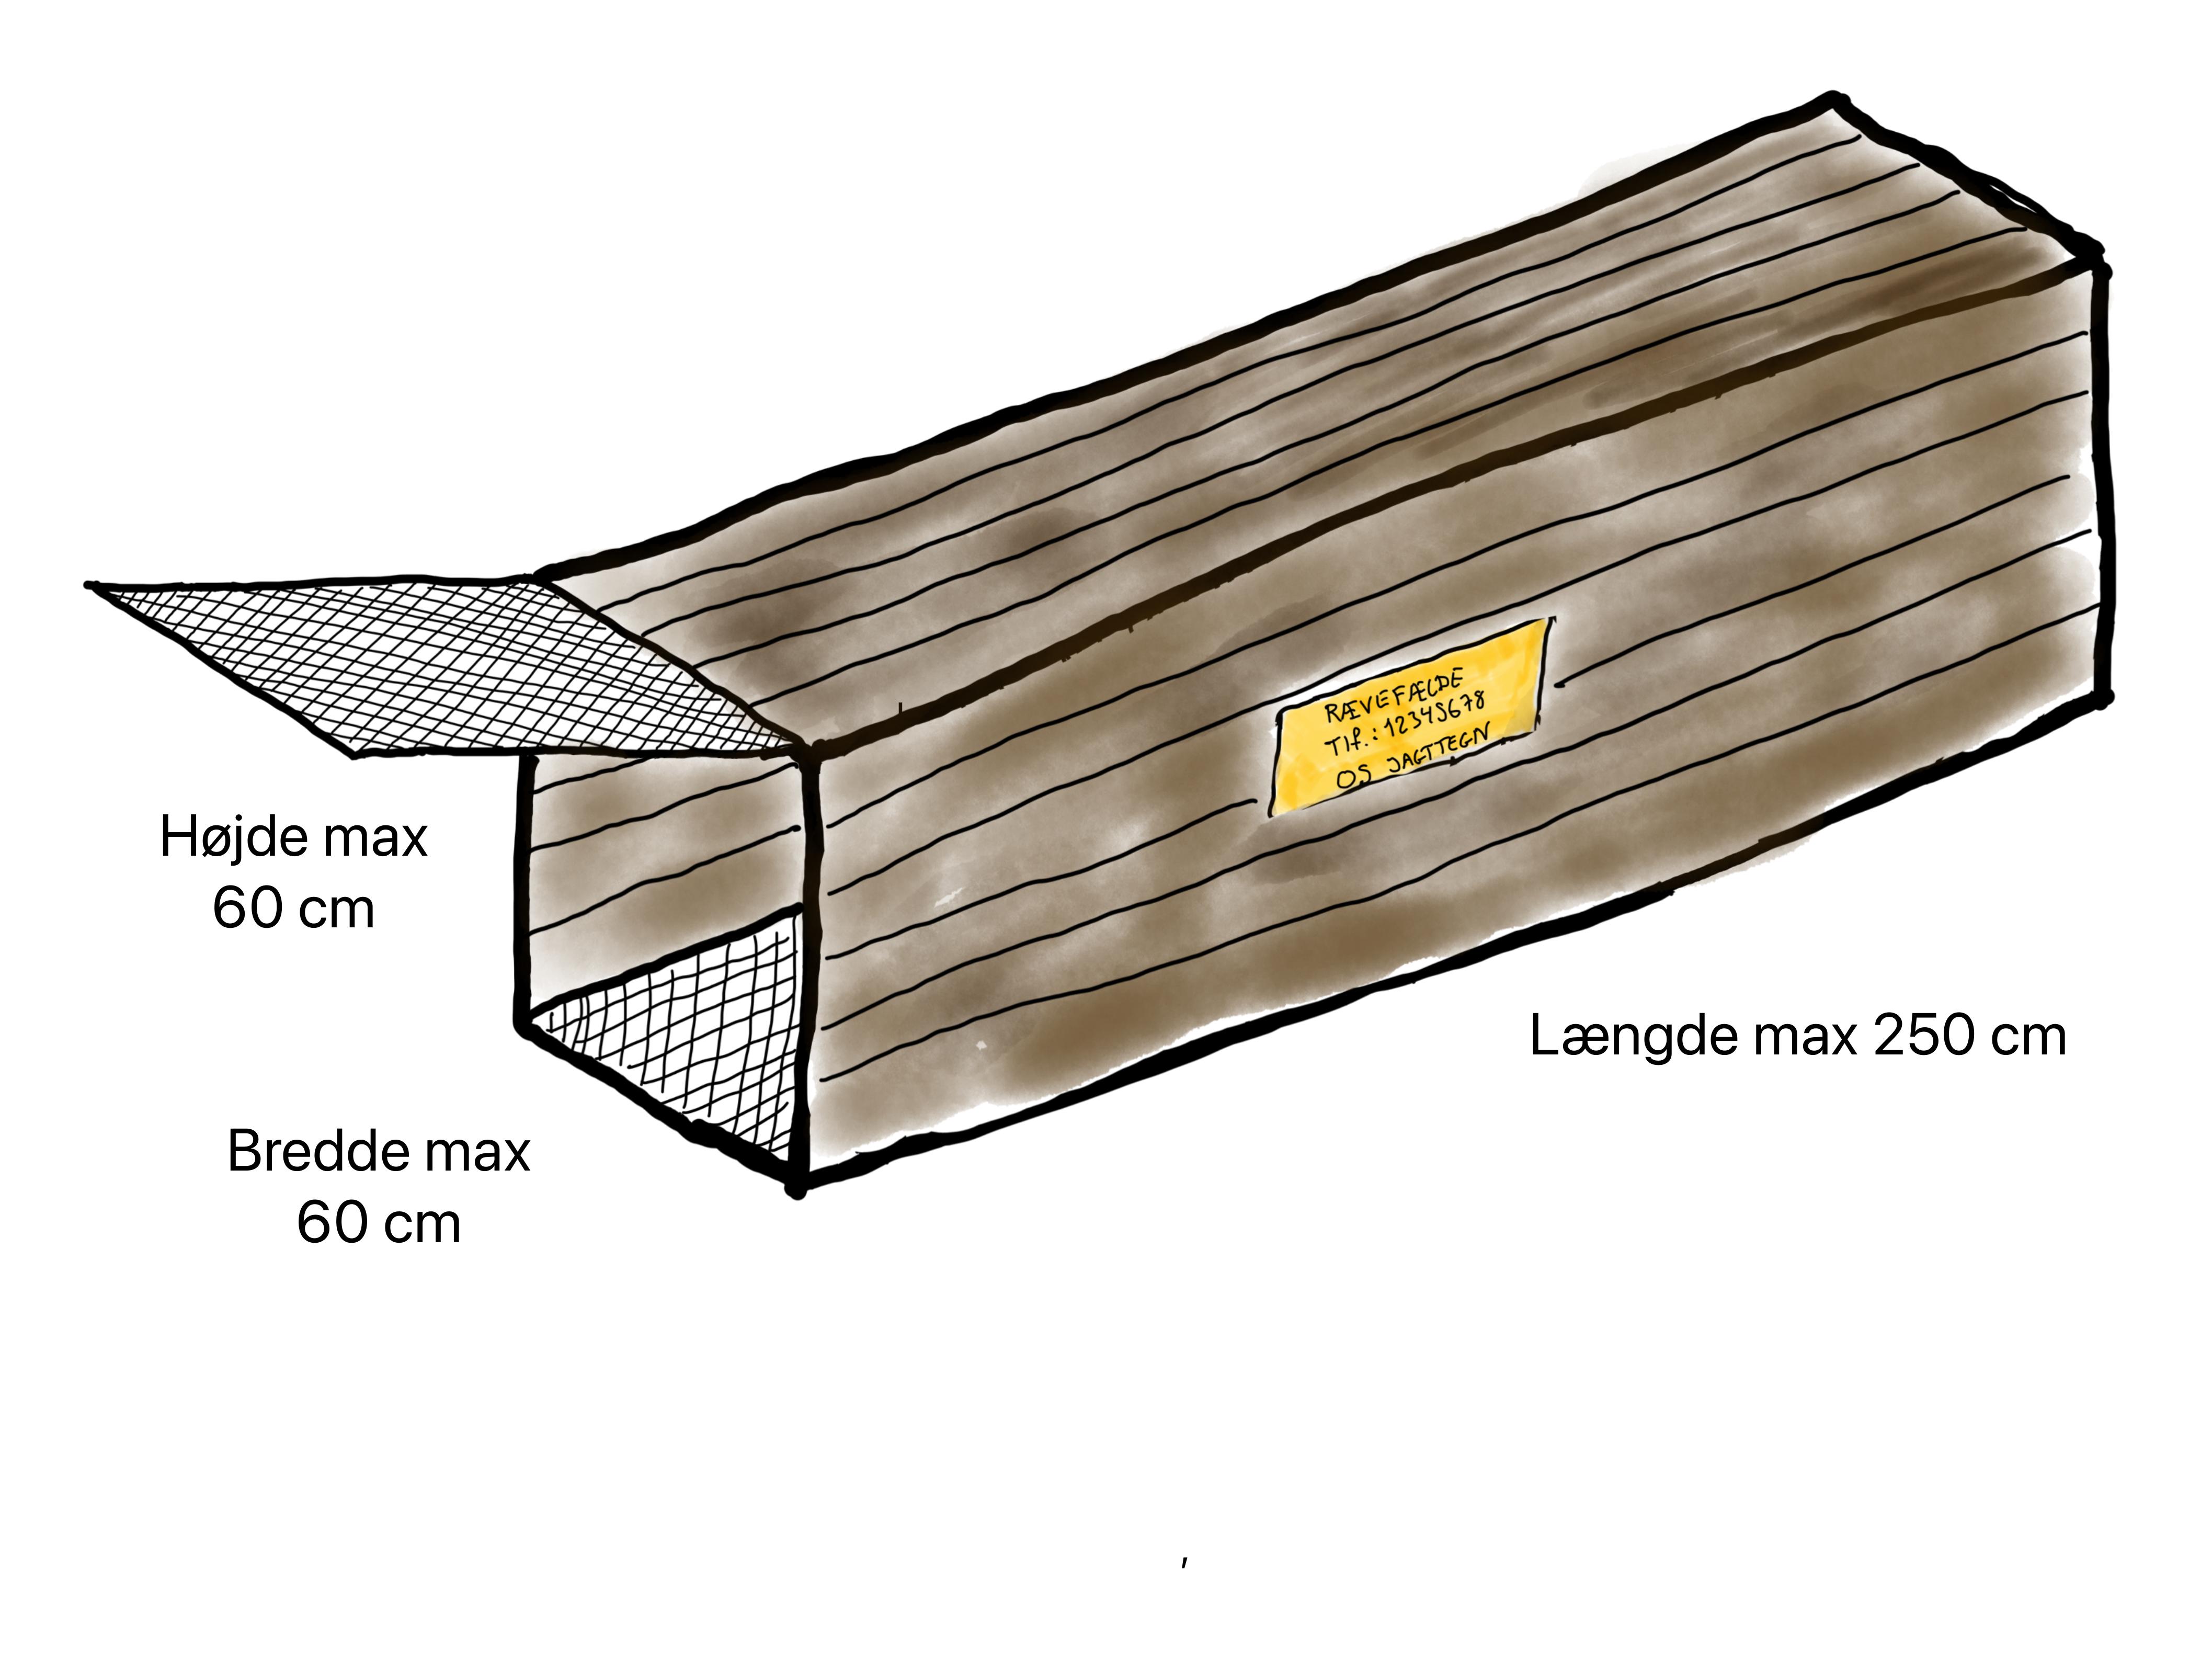 RÆVEFÆLDE
Tlf.: 12345678
OS JAGTTEGN
Højde max
60 cm
Længde max 250 cm
Bredde max
60 cm